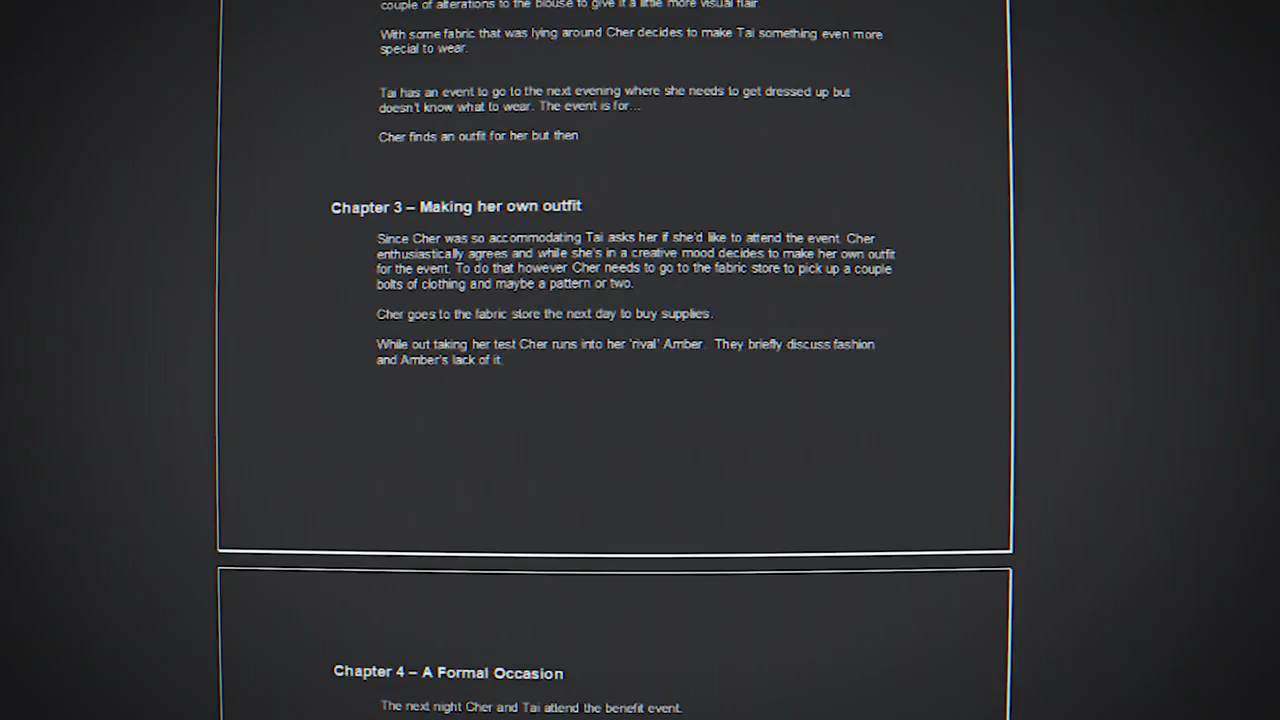 couple of alterations to the blouse to give it a little more visual flair.
With some fabric that was lying around Cher decides to make Tai something even more
special to wear.
Tai has an event to go to the next evening where she needs to get dressed up but
doesn't know what to wear. The event is for...
Cher finds an outfit for her but then
Chapter 3 – Making her own outfit
Since Cher was so accommodating Tai asks her if she'd like to attend the event. Cher
enthusiastically agrees and while she's in a creative mood decides to make her own outfit
for the event. To do that however Cher needs to go to the fabric store to pick up a couple
bolts of clothing and maybe a pattern or two.
Cher goes to the fabric store the next day to buy supplies.
While out taking her test Cher runs into her 'rival' Amber. They briefly discuss fashion
and Amber's lack of it.
Chapter 4 – A Formal Occasion
The next night Cher and Tai attend the benefit event.